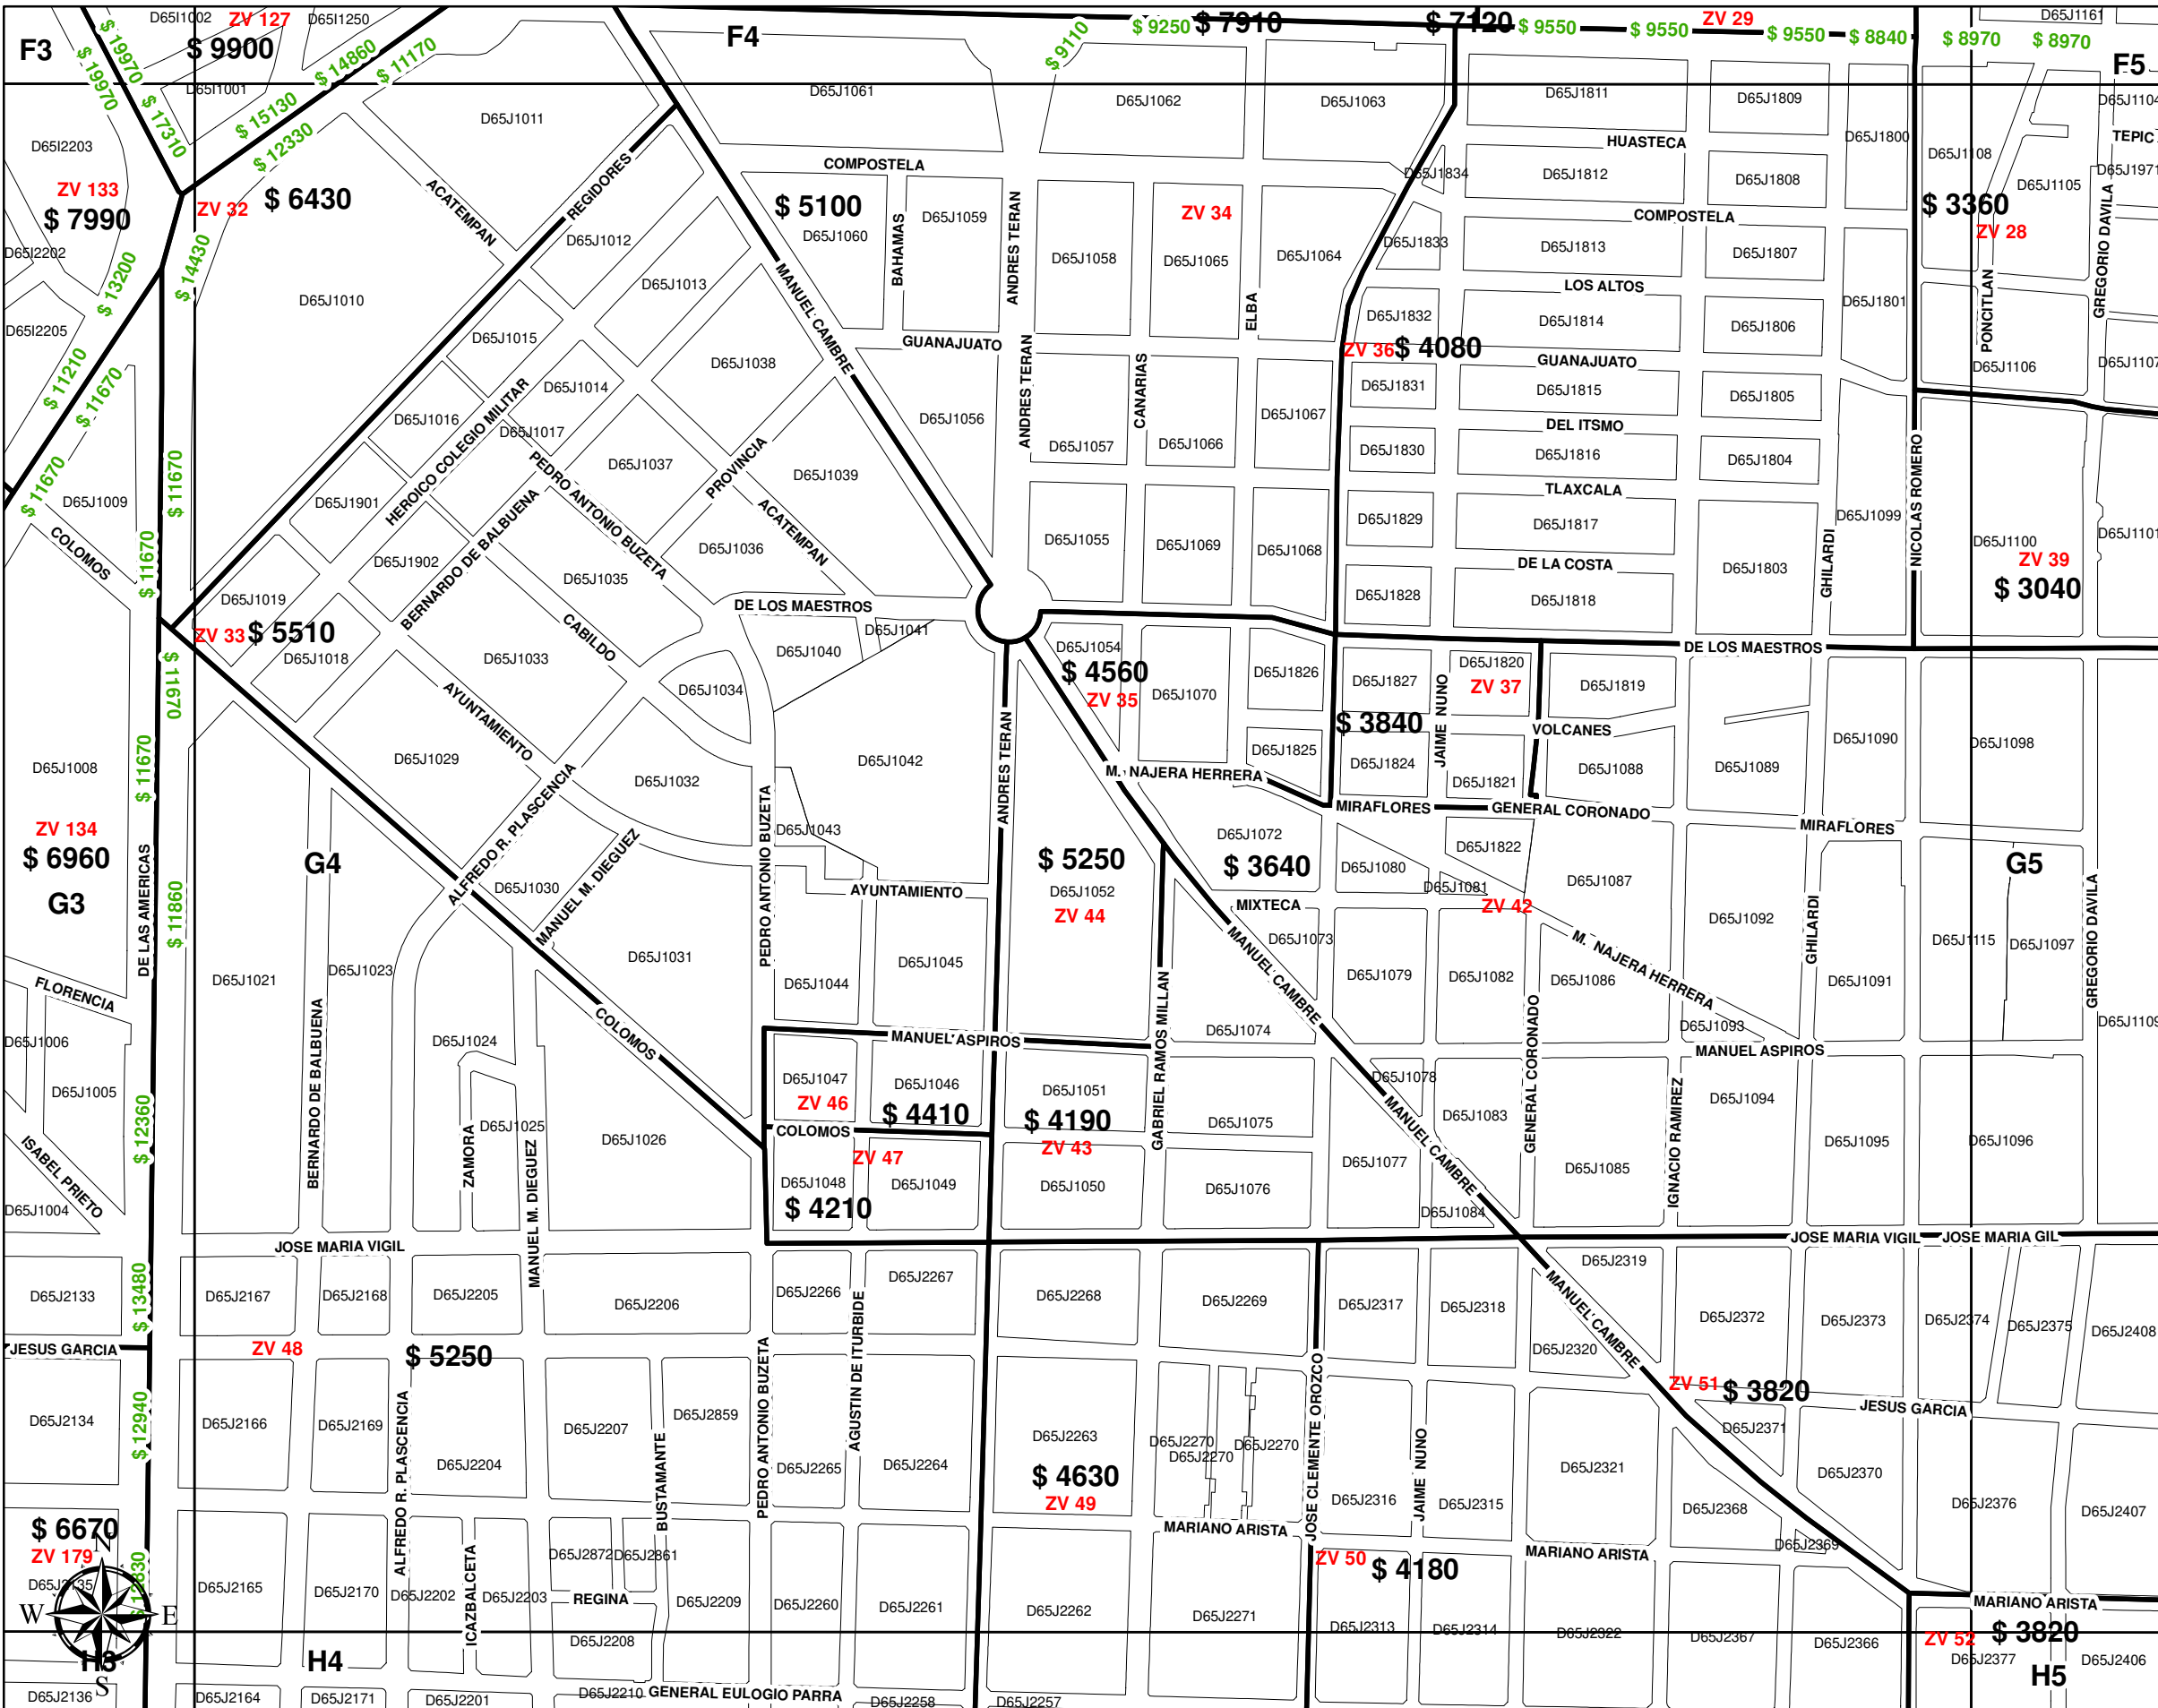 D65I1002
ZV 127
D65I1250
F3
$ 9900
$ 19970
$ 19970
$ 17310
D65I1001
$ 14860
$ 11170
$ 15130
$ 12330
F4
$ 9110
$ 9250
$ 7910
$ 7120
$ 9550
$ 9550
ZV 29
$ 9550
$ 8840
$ 8970
$ 8970
D65J1161
F5
D65J1011
D65J1061
D65J1062
D65J1063
D65J1811
D65J1809
D65J1800
D65J1104
TEPIC
D65I2203
ZV 133
$ 7990
ZV 32
$ 6430
D65I2202
ACATEMPAN
REGIDORES
COMPOSTELA
HUASTECA
D65J1834
D65J1812
D65J1808
D65J1108
D65J1105
D65J1971
$ 5100
D65J1060
BAHAMAS
D65J1059
ANDRES TERAN
ZV 34
COMPOSTELA
$ 3360
ZV 28
GREGORIO DAVILA
D65J1012
D65J1013
D65J1058
D65J1065
D65J1064
D65J1833
D65J1813
D65J1807
$ 13200
$ 14430
D65J1010
MANUEL CAMBRE
LOS ALTOS
D65J1801
PONCITLAN
D65I2205
D65J1015
D65J1038
GUANAJUATO
ELBA
D65J1832
D65J1814
D65J1806
ZV 36
$ 4080
GUANAJUATO
D65J1106
D65J1107
$ 11210
$ 11670
D65J1014
D65J1016
HEROICO COLEGIO MILITAR
D65J1017
D65J1056
ANDRES TERAN
CANARIAS
D65J1067
D65J1831
D65J1815
D65J1805
D65J1057
D65J1066
DEL ITSMO
$ 11670
D65J1009
$ 11670
D65J1901
PEDRO ANTONIO BUZETA
D65J1037
PROVINCIA
D65J1039
D65J1830
D65J1816
D65J1804
NICOLAS ROMERO
TLAXCALA
COLOMOS
$ 11670
D65J1902
BERNARDO DE BALBUENA
D65J1036
ACATEMPAN
D65J1055
D65J1069
D65J1068
D65J1829
D65J1817
D65J1099
D65J1100
ZV 39
$ 3040
D65J1101
DE LA COSTA
D65J1803
GHILARDI
D65J1035
D65J1019
DE LOS MAESTROS
D65J1828
D65J1818
ZV 33
$ 5510
D65J1018
CABILDO
D65J1033
D65J1041
D65J1040
D65J1054
$ 4560
ZV 35
D65J1826
DE LOS MAESTROS
D65J1820
ZV 37
D65J1827
D65J1819
$ 11670
D65J1034
D65J1070
$ 3840
JAIME NUNO
VOLCANES
AYUNTAMIENTO
D65J1029
D65J1032
D65J1042
ANDRES TERAN
D65J1825
D65J1824
D65J1821
D65J1088
D65J1089
D65J1090
D65J1098
D65J1008
$ 11670
M. NAJERA HERRERA
MIRAFLORES
GENERAL CORONADO
MIRAFLORES
ZV 134
$ 6960
G3
G4
ALFREDO R. PLASCENCIA
D65J1043
PEDRO ANTONIO BUZETA
$ 5250
D65J1052
ZV 44
D65J1072
$ 3640
D65J1822
D65J1080
D65J1081
D65J1087
ZV 42
G5
DE LAS AMERICAS
$ 11860
D65J1030
MANUEL M. DIEGUEZ
AYUNTAMIENTO
MIXTECA
D65J1092
GHILARDI
D65J1115
D65J1097
GREGORIO DAVILA
D65J1021
D65J1023
D65J1031
D65J1044
D65J1045
D65J1073
MANUEL CAMBRE
D65J1079
D65J1082
D65J1086
M. NAJERA HERRERA
D65J1091
FLORENCIA
BERNARDO DE BALBUENA
COLOMOS
GABRIEL RAMOS MILLAN
GENERAL CORONADO
D65J1006
D65J1024
MANUEL ASPIROS
D65J1074
D65J1093
MANUEL ASPIROS
D65J1109
D65J1005
D65J1047
ZV 46
D65J1046
$ 4410
D65J1051
$ 4190
ZV 43
D65J1078
D65J1083
IGNACIO RAMIREZ
D65J1094
$ 12360
ZAMORA
D65J1025
D65J1026
COLOMOS
D65J1075
MANUEL CAMBRE
D65J1095
D65J1096
ISABEL PRIETO
MANUEL M. DIEGUEZ
ZV 47
D65J1048
D65J1049
$ 4210
D65J1050
D65J1076
D65J1077
D65J1085
D65J1004
D65J1084
JOSE MARIA VIGIL
JOSE MARIA VIGIL
JOSE MARIA GIL
$ 13480
D65J2133
D65J2167
D65J2168
D65J2205
D65J2206
D65J2266
D65J2267
D65J2268
D65J2269
D65J2317
D65J2318
D65J2319
D65J2372
D65J2373
D65J2374
D65J2375
D65J2408
JESUS GARCIA
ZV 48
$ 5250
AGUSTIN DE ITURBIDE
D65J2320
MANUEL CAMBRE
ZV 51
$ 3820
JESUS GARCIA
D65J2134
$ 12940
D65J2166
D65J2169
ALFREDO R. PLASCENCIA
D65J2204
D65J2207
BUSTAMANTE
D65J2859
PEDRO ANTONIO BUZETA
D65J2265
D65J2264
D65J2263
$ 4630
ZV 49
D65J2270
D65J2270
D65J2270
JOSE CLEMENTE OROZCO
D65J2316
JAIME NUNO
D65J2315
D65J2321
D65J2371
D65J2370
D65J2368
D65J2376
D65J2407
MARIANO ARISTA
MARIANO ARISTA
D65J2369
$ 6670
N
ZV 179
D65J2135
W
E
S
$ 12830
D65J2165
D65J2170
D65J2202
ICAZBALCETA
D65J2203
D65J2872
D65J2861
REGINA
D65J2209
D65J2260
D65J2261
D65J2262
D65J2271
ZV 50
$ 4180
MARIANO ARISTA
D65J2208
D65J2313
D65J2314
D65J2322
D65J2367
D65J2366
ZV 52
$ 3820
D65J2377
D65J2406
H3
H4
H5
D65J2136
D65J2164
D65J2171
D65J2201
D65J2210
GENERAL EULOGIO PARRA
D65J2258
D65J2257